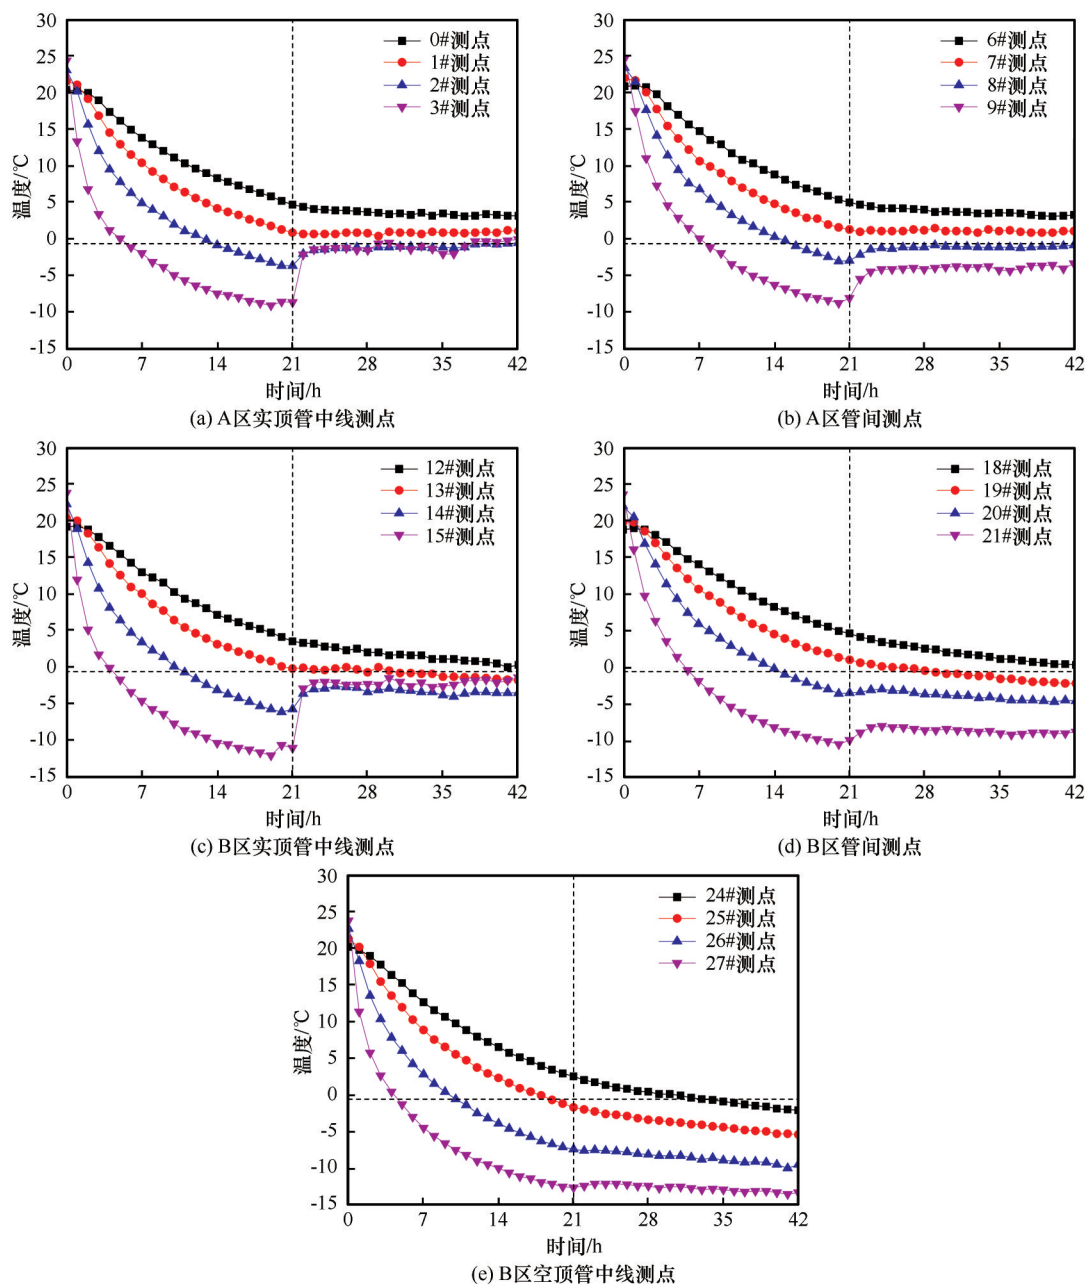 30
25
20
15
10
5
0
-5
-10
-15
温度/℃
0#测点
1#测点
2#测点
3#测点
0 7 14 21 28 35 42
时间/h
(a) A区实顶管中线测点
30
25
20
15
10
5
0
-5
-10
-15
温度/℃
6#测点
7#测点
8#测点
9#测点
0 7 14 21 28 35 42
时间/h
(b) A区管间测点
30
25
20
15
10
5
0
-5
-10
-15
温度/℃
12#测点
13#测点
14#测点
15#测点
0 7 14 21 28 35 42
时间/h
(c) B区实顶管中线测点
30
25
20
15
10
5
0
-5
-10
-15
温度/℃
18#测点
19#测点
20#测点
21#测点
0 7 14 21 28 35 42
时间/h
(d) B区管间测点
30
25
20
15
10
5
0
-5
-10
-15
温度/℃
24#测点
25#测点
26#测点
27#测点
0 7 14 21 28 35 42
时间/h
(e) B区空顶管中线测点